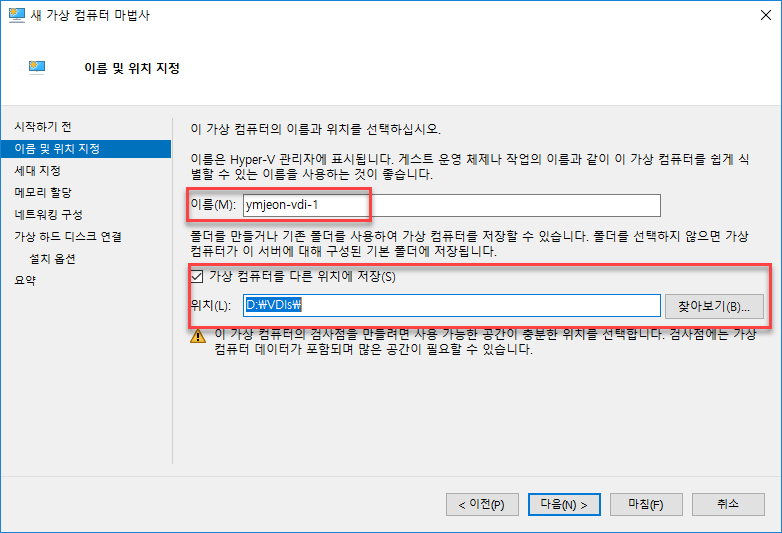 새 가상 컴퓨터 마법사
이름 및 위치 지정
시작하기 전
이름 및 위치 지정
세대 지정
메모리 할당
네트워킹 구성
가상 하드 디스크 연결
설치 옵션
요약
이 가상 컴퓨터의 이름과 위치를 선택하십시오.
이름은 Hyper-V 관리자에 표시됩니다. 게스트 운영 체제나 작업의 이름과 같이 이 가상 컴퓨터를 쉽게 식
별할 수 있는 이름을 사용하는 것이 좋습니다.
이름(M): ymjeon-vdi-1
폴더를 만들거나 기존 폴더를 사용하여 가상 컴퓨터를 저장할 수 있습니다. 폴더를 선택하지 않으면 가상
컴퓨터가 이 서버에 대해 구성된 기본 폴더에 저장됩니다.
가상 컴퓨터를 다른 위치에 저장(S)
위치(L): D:₩VDIs₩ 찾아보기(B)...
이 가상 컴퓨터의 검사점을 만들려면 사용 가능한 공간이 충분한 위치를 선택합니다. 검사점에는 가상
컴퓨터 데이터가 포함되며 많은 공간이 필요할 수 있습니다.
< 이전(P) 다음(N) > 마침(F) 취소